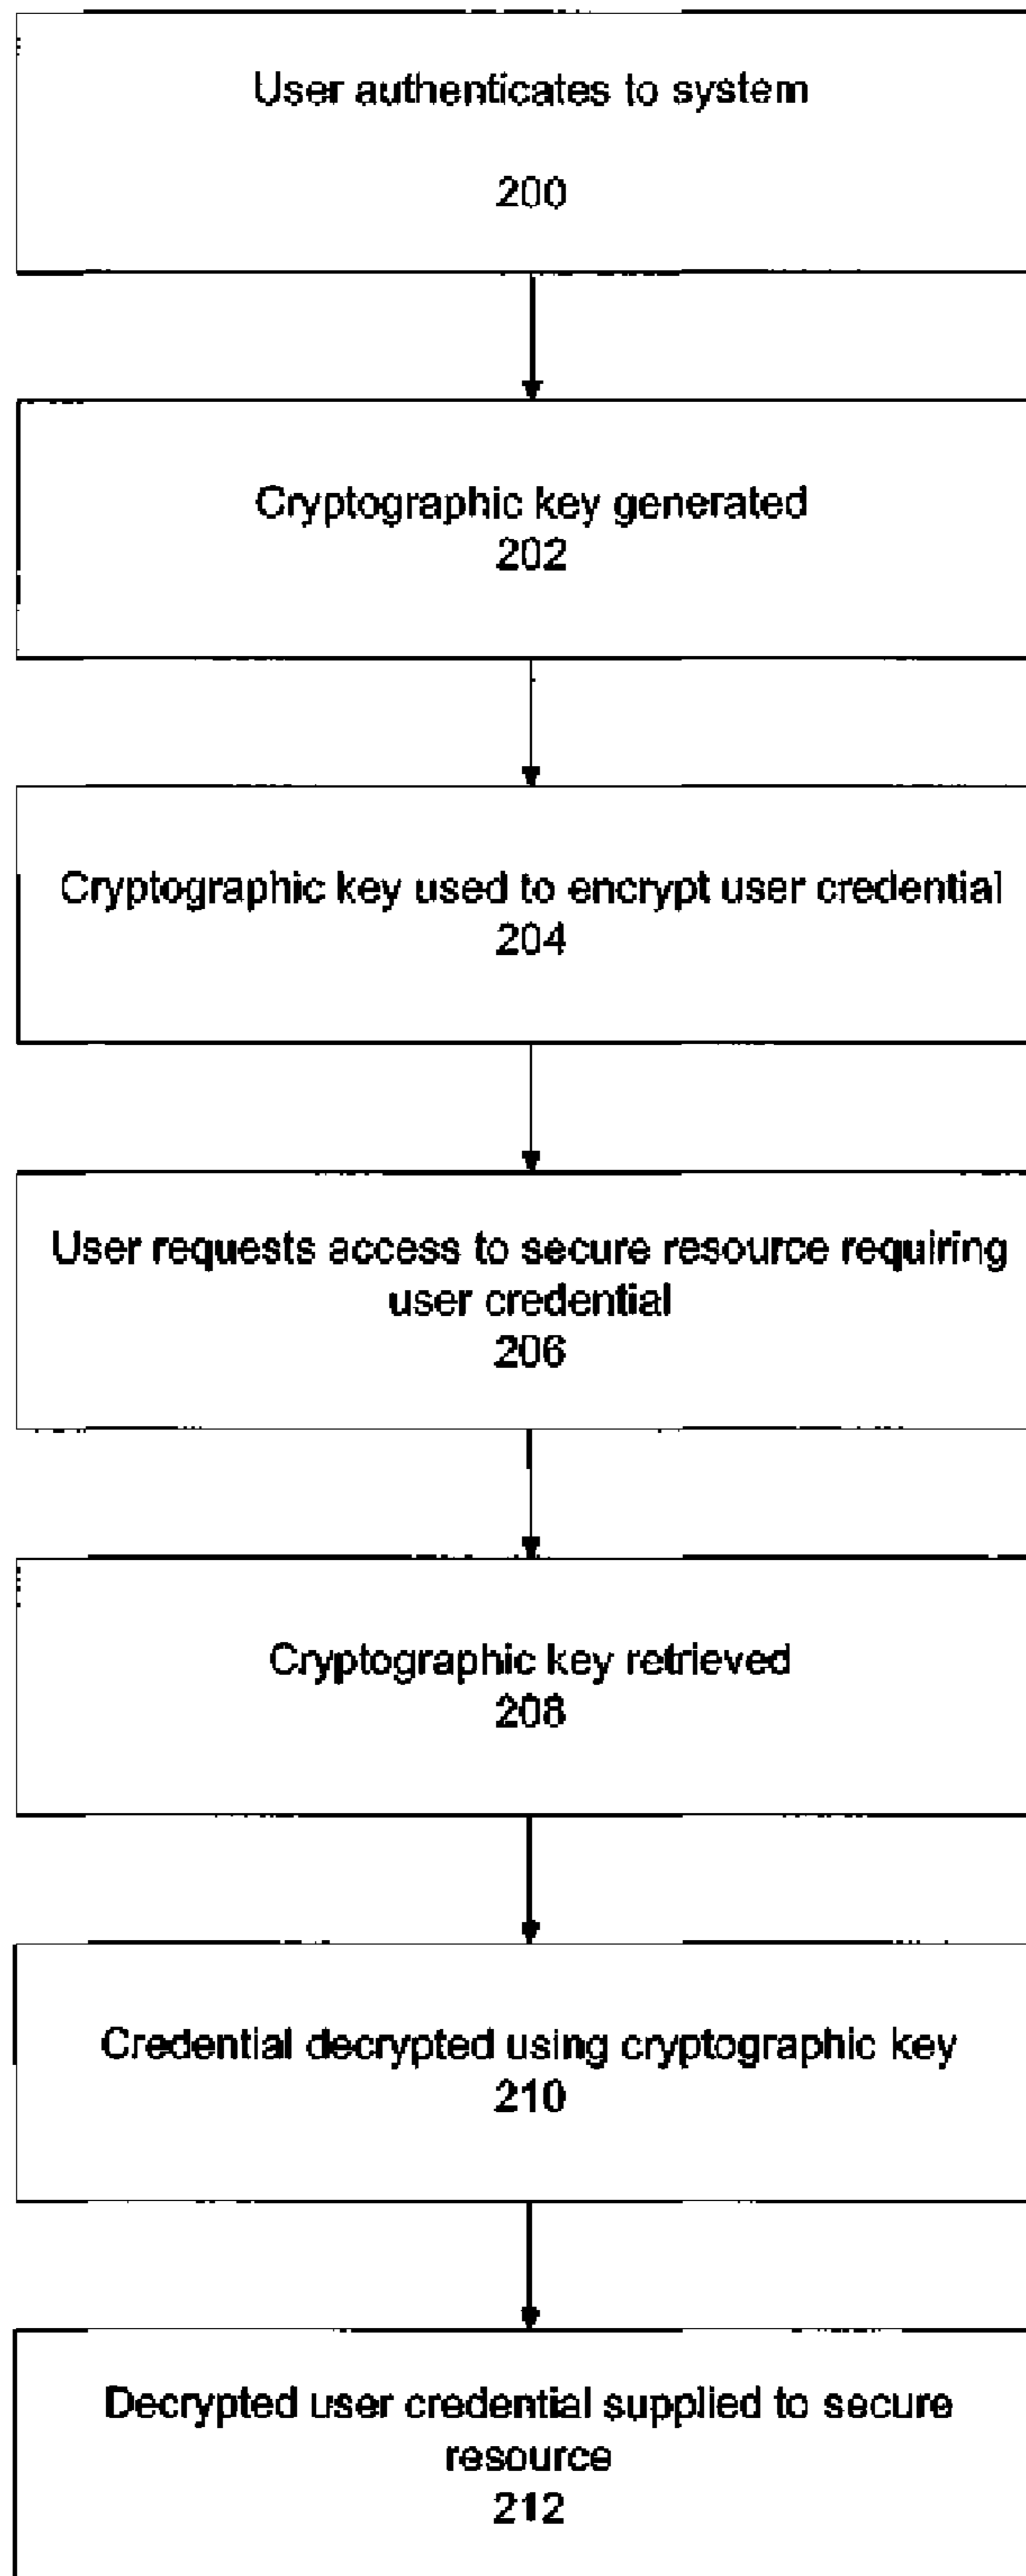 User authenticates to system
200
Cryptographic key generated
202
Cryptographic key used to encrypt user credential
204
User requests access to secure resource requiring
user credential
206
Cryptographic key retrieved
208
Credential decrypted using cryptographic key
210
Decrypted user credential supplied to secure
resource
212